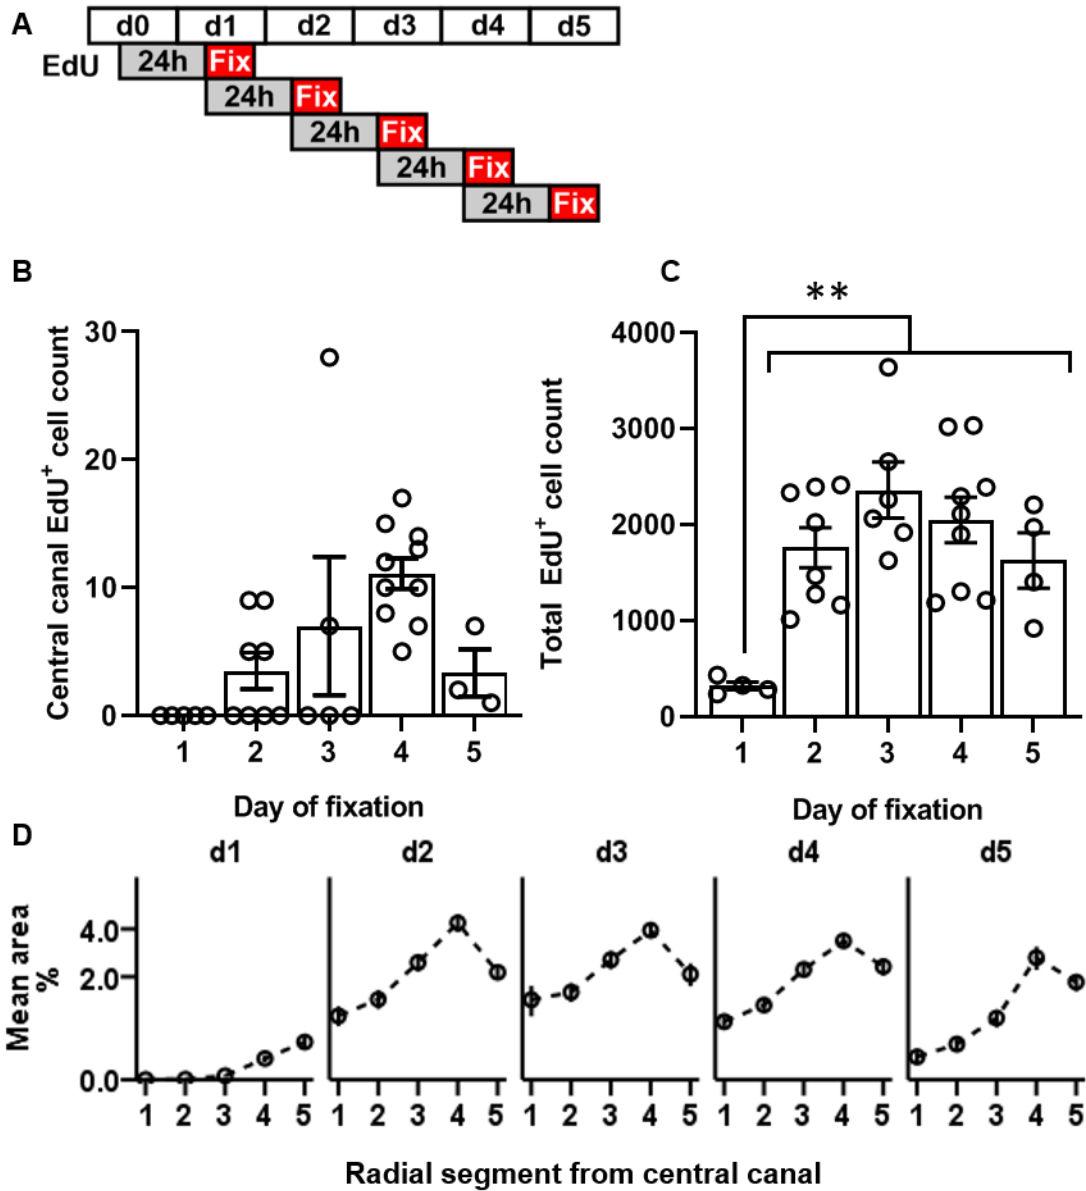 A
d0 d1 d2 d3 d4 d5
EdU 24h Fix
24h Fix
24h Fix
24h Fix
24h Fix
B
Central canal EdU+ cell count
30
20
10
0
1 2 3 4 5
Day of fixation
C
**
Total EdU+ cell count
4000
3000
2000
1000
0
1 2 3 4 5
Day of fixation
D
d1 d2 d3 d4 d5
Mean area
%
4.0
2.0
0.0
1 2 3 4 5 1 2 3 4 5 1 2 3 4 5 1 2 3 4 5 1 2 3 4 5
Radial segment from central canal